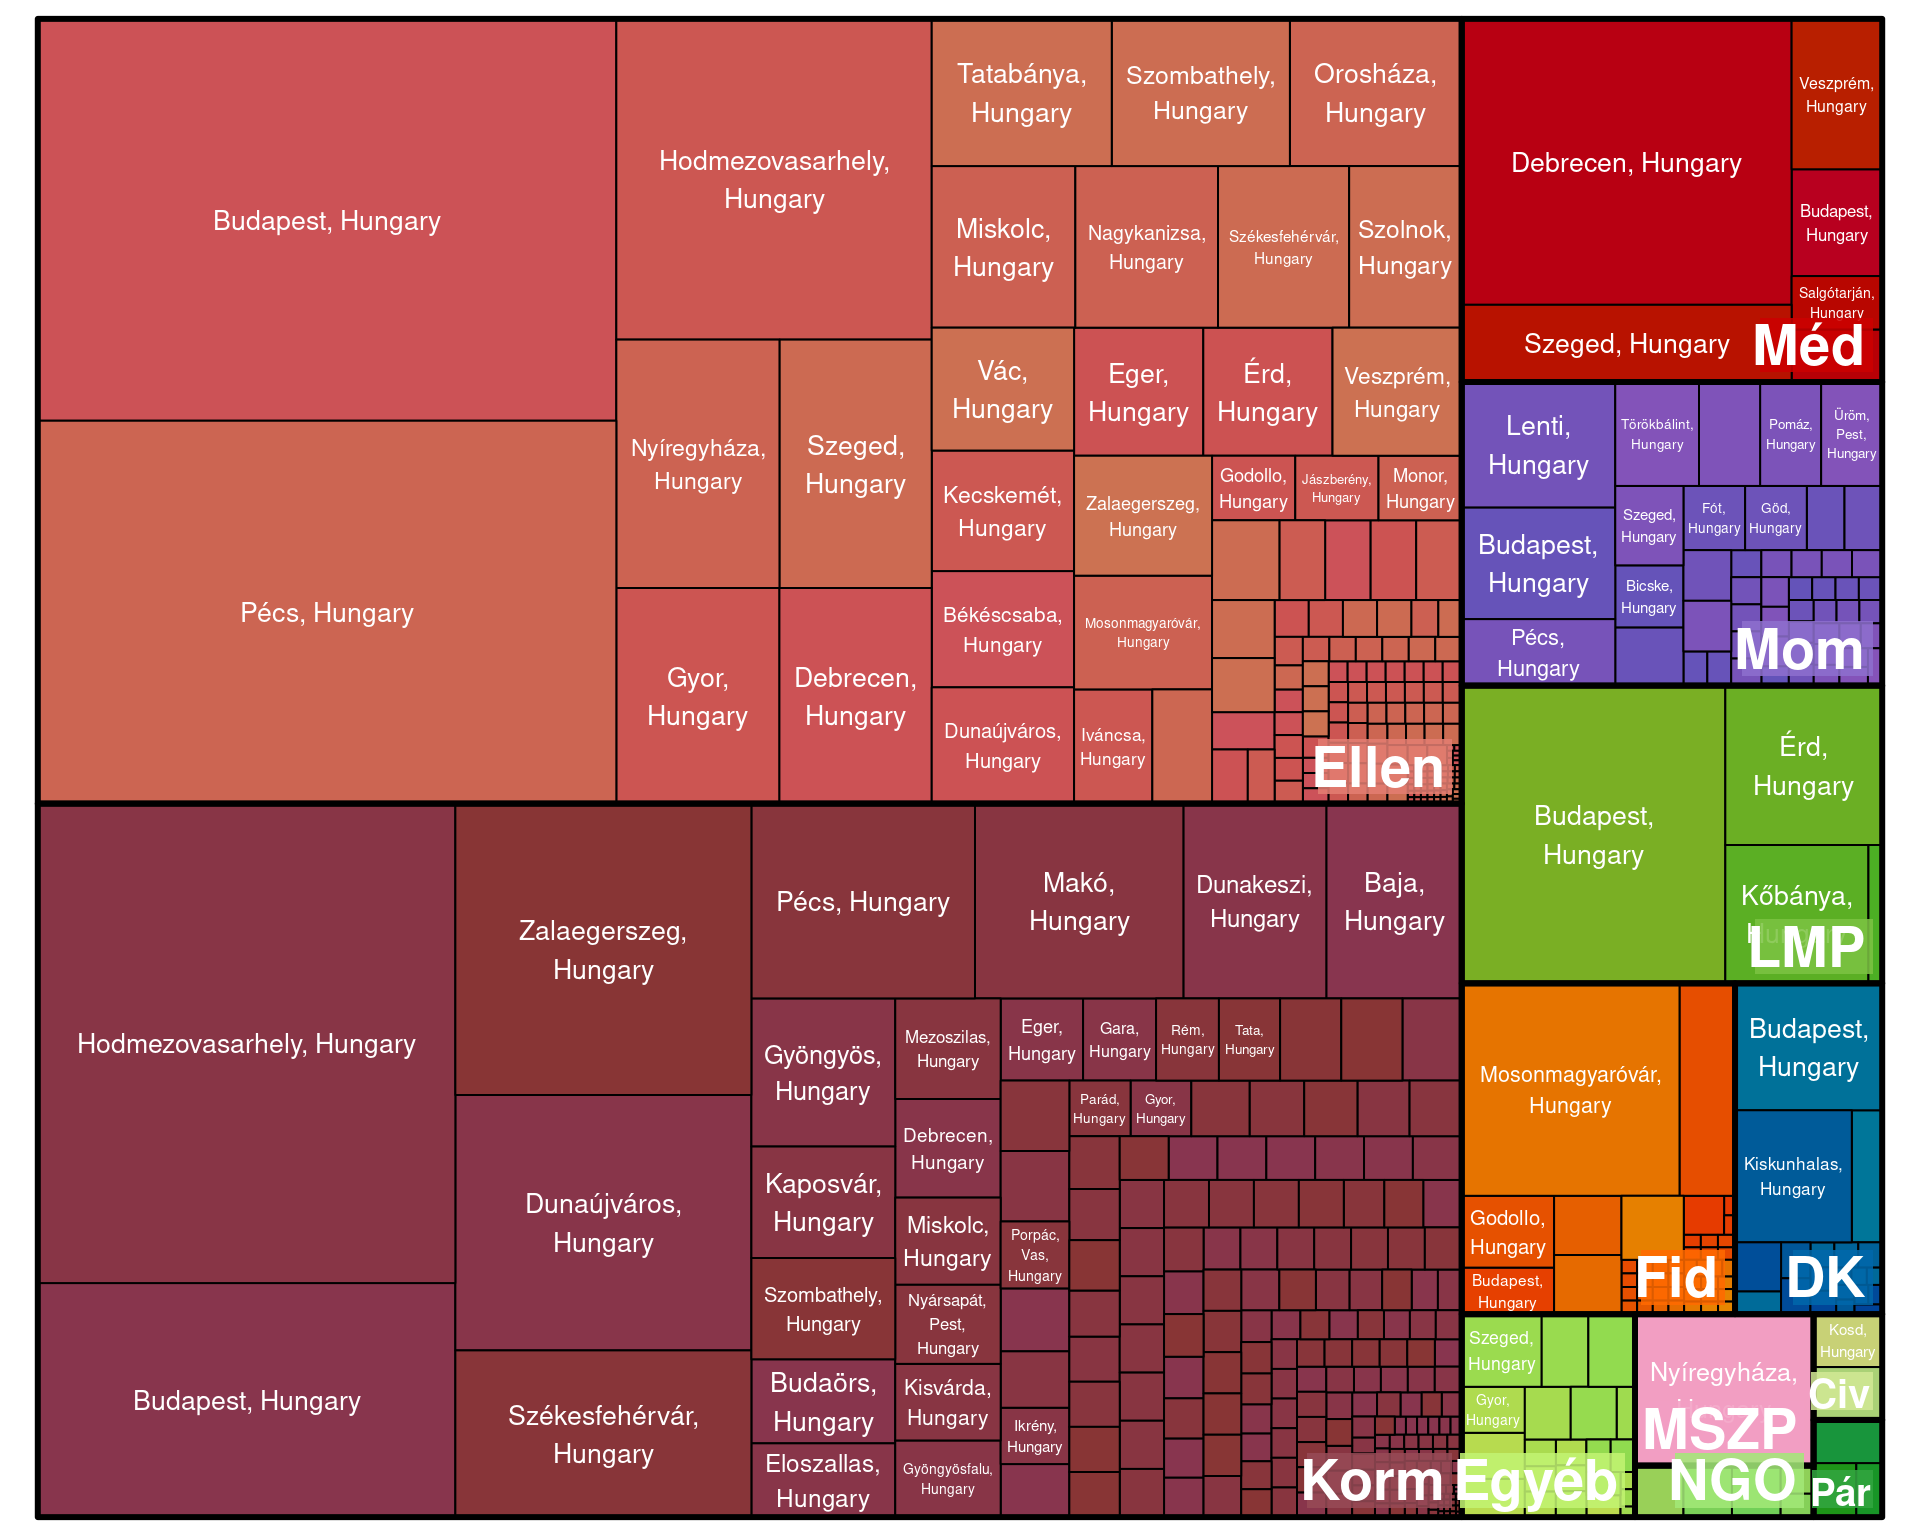 Budapest, Hungary
Pécs, Hungary
Hodmezovasarhely,
Hungary
Nyíregyháza,
Hungary
Szeged,
Hungary
Gyor,
Hungary
Debrecen,
Hungary
Tatabánya,
Hungary
Szombathely,
Hungary
Orosháza,
Hungary
Miskolc,
Hungary
Nagykanizsa,
Hungary
Székesfehérvár,
Hungary
Szolnok,
Hungary
Vác,
Hungary
Eger,
Hungary
Érd,
Hungary
Veszprém,
Hungary
Kecskemét,
Hungary
Békéscsaba,
Hungary
Dunaújváros,
Hungary
Zalaegerszeg,
Hungary
Mosonmagyaróvár,
Hungary
Iváncsa,
Hungary
Godollo,
Hungary
Jászberény,
Hungary
Monor,
Hungary
Ellen
Hodmezovasarhely, Hungary
Budapest, Hungary
Zalaegerszeg,
Hungary
Dunaújváros,
Hungary
Székesfehérvár,
Hungary
Pécs, Hungary
Makó,
Hungary
Dunakeszi,
Hungary
Baja,
Hungary
Gyöngyös,
Hungary
Kaposvár,
Hungary
Szombathely,
Hungary
Budaörs,
Hungary
Eloszallas,
Hungary
Mezoszilas,
Hungary
Debrecen,
Hungary
Miskolc,
Hungary
Nyársapát,
Pest,
Hungary
Kisvárda,
Hungary
Gyöngyösfalu,
Hungary
Eger,
Hungary
Gara,
Hungary
Rém,
Hungary
Tata,
Hungary
Parád,
Hungary
Gyor,
Hungary
Porpác,
Vas,
Hungary
Ikrény,
Hungary
Korm
Debrecen, Hungary
Szeged, Hungary
Veszprém,
Hungary
Budapest,
Hungary
Salgótarján,
Hungary
Méd
Lenti,
Hungary
Budapest,
Hungary
Pécs,
Hungary
Törökbálint,
Hungary
Pomáz,
Hungary
Üröm,
Pest,
Hungary
Szeged,
Hungary
Fót,
Hungary
Göd,
Hungary
Bicske,
Hungary
Mom
Budapest,
Hungary
Érd,
Hungary
Kőbánya,
LMP
Mosonmagyaróvár,
Hungary
Godollo,
Hungary
Budapest,
Hungary
Fid
Budapest,
Hungary
Kiskunhalas,
Hungary
DK
Szeged,
Hungary
Gyor,
Hungary
Egyéb
Nyíregyháza,
MSZP
NGO
Kosd,
Hungary
Civ
Pár